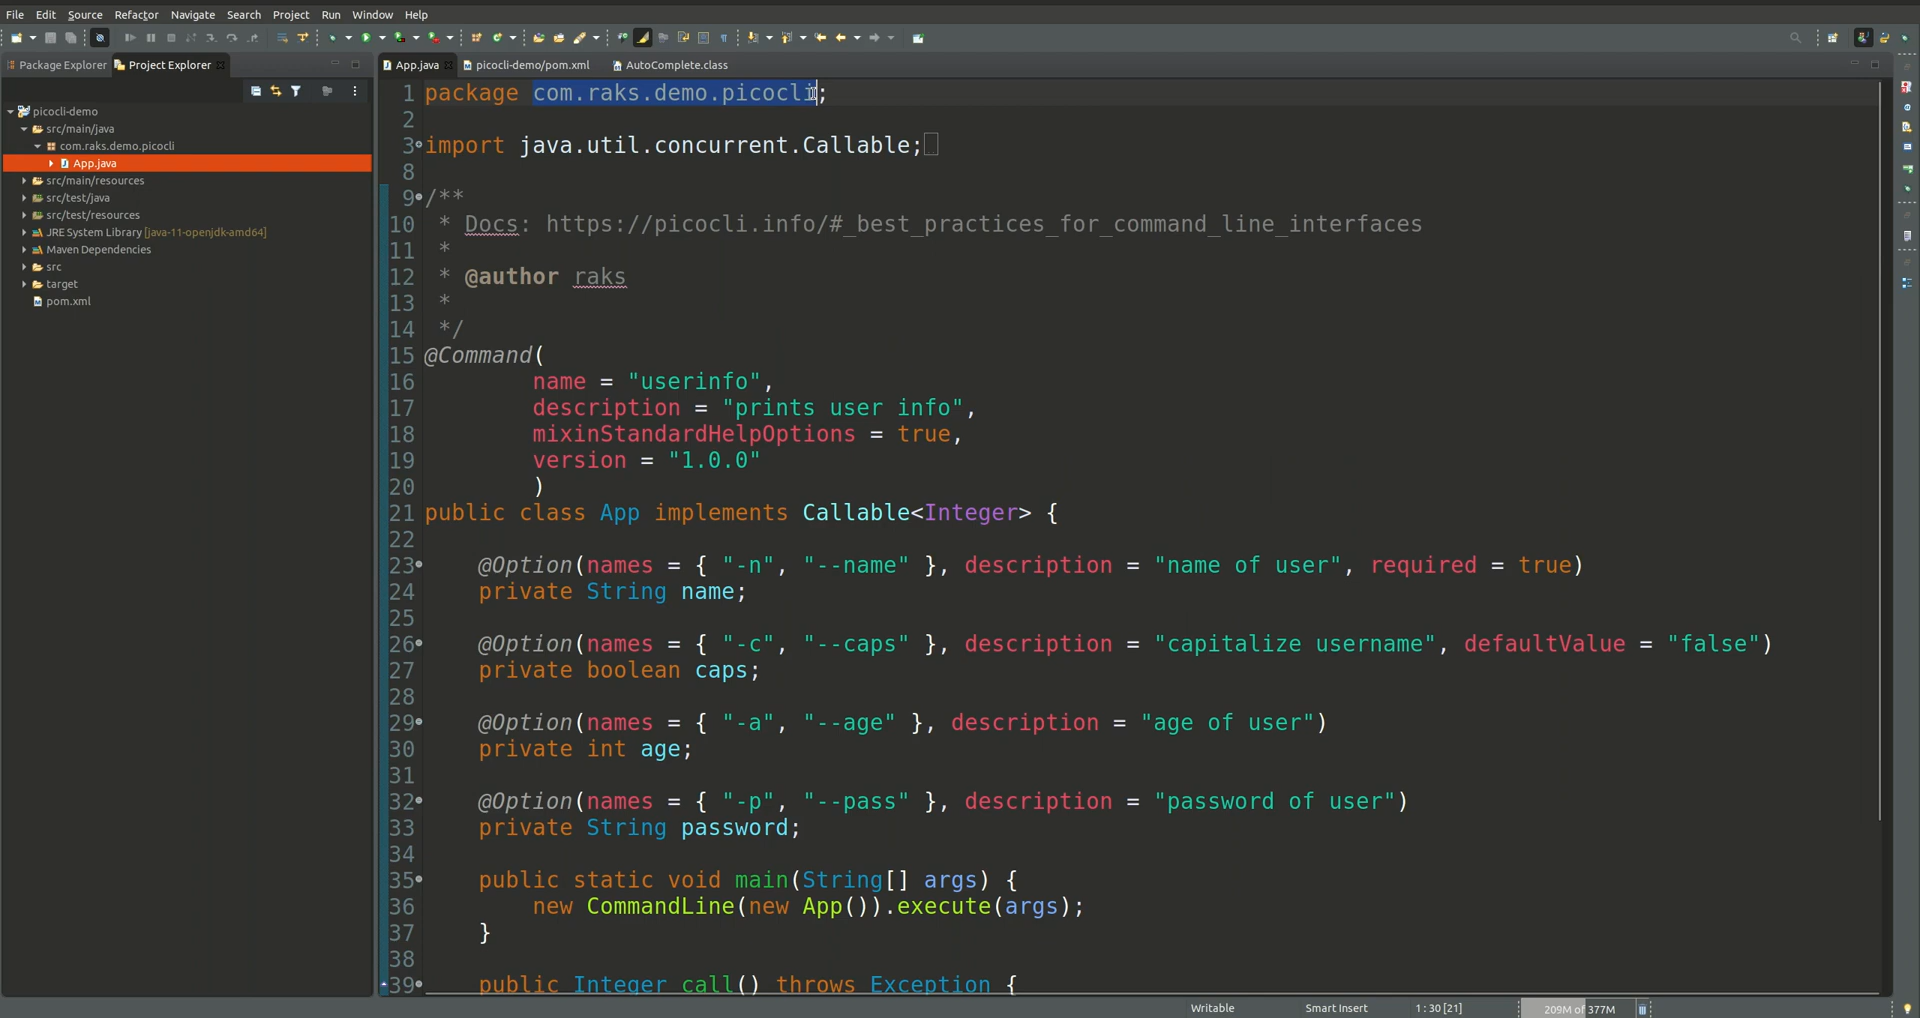 File Edit Source Refactor Navigate Search Project Run Window Help
Package Explorer Project Explorer
App.java picocli-demo/pom.xml AutoComplete.class
picocli-demo
src/main/java
com.raks.demo.picocli
App.java
src/main/resources
src/test/java
src/test/resources
JRE System Library [java-11-openjdk-amd64]
Maven Dependencies
src
target
pom.xml
1 package com.raks.demo.picocli;
2
3 import java.util.concurrent.Callable;
8
9 /**
10 * Docs: https://picocli.info/#_best_practices_for_command_line_interfaces
11 *
12 * @author raks
13 *
14 */
15 @Command(
16 name = "userinfo",
17 description = "prints user info",
18 mixinStandardHelpOptions = true,
19 version = "1.0.0"
20 )
21 public class App implements Callable<Integer> {
22
23 @Option(names = { "-n", "--name" }, description = "name of user", required = true)
24 private String name;
25
26 @Option(names = { "-c", "--caps" }, description = "capitalize username", defaultValue = "false")
27 private boolean caps;
28
29 @Option(names = { "-a", "--age" }, description = "age of user")
30 private int age;
31
32 @Option(names = { "-p", "--pass" }, description = "password of user")
33 private String password;
34
35 public static void main(String[] args) {
36 new CommandLine(new App()).execute(args);
37 }
38
39 public Integer call() throws Exception {
Writable Smart Insert 1 : 30 [21] 209M of 377M